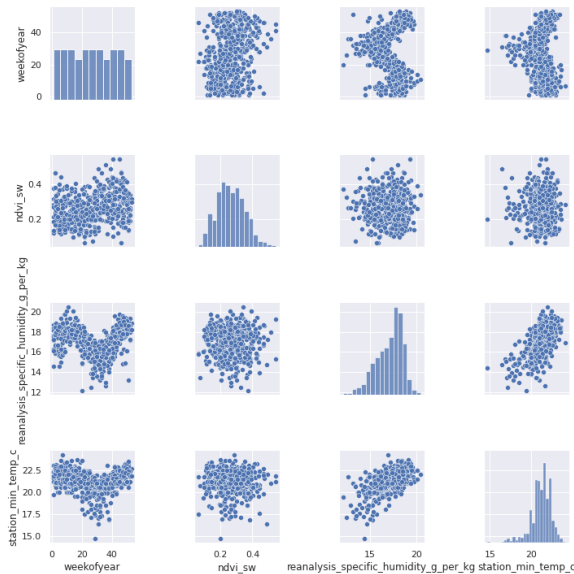 weekofyear
40
20
0
ndvi_sw
0.4
0.2
reanalysis_specific_humidity_g_per_kg
20
18
16
14
12
station_min_temp_c
22.5
20.0
17.5
15.0
0 20 40
0.2 0.4
15 20
15 20
weekofyear
ndvi_sw
reanalysis_specific_humidity_g_per_kg
station_min_temp_c